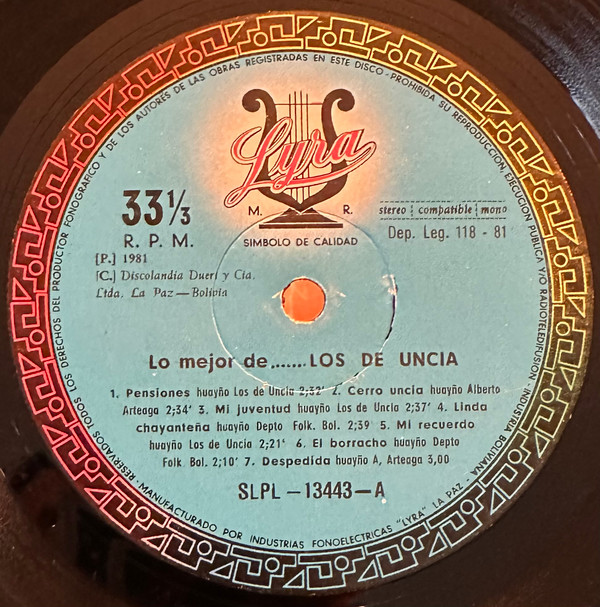 RESERVADOS TODOS LOS DERECHOS DEL PRODUCTOR FONOGRAFICO Y DE LOS AUTORES DE LAS OBRAS REGISTRADAS EN ESTE DISCO - PROHIBIDA SU REPRODUCCION, EJECUCION PUBLICA Y/O RADIOTELEDIFUSION - INDUSTRIA BOLIVIANA
Lyra
M. R.
SIMBOLO DE CALIDAD
33⅓
R. P. M.
stereo compatible mono
Dep. Leg. 118 - 81
[P.] 1981
[C.] Discolandia Dueri y Cia.
Ltda. La Paz — Bolivia
Lo mejor de....... LOS DE UNCIA
1. Pensiones huayño Los de Uncia 2;32' 2. Cerro uncia huayño Alberto
Arteaga 2;34' 3. Mi juventud huayño Los de Uncia 2;37' 4. Linda
chayanteña huayño Depto Folk. Bol. 2;39 5. Mi recuerdo
huayño Los de Uncia 2;21' 6. El borracho huayño Depto
Folk. Bol. 2;10' 7. Despedida huayño A, Arteaga 3,00
SLPL - 13443 - A
MANUFACTURADO POR INDUSTRIAS FONOELECTRICAS "LYRA" LA PAZ -